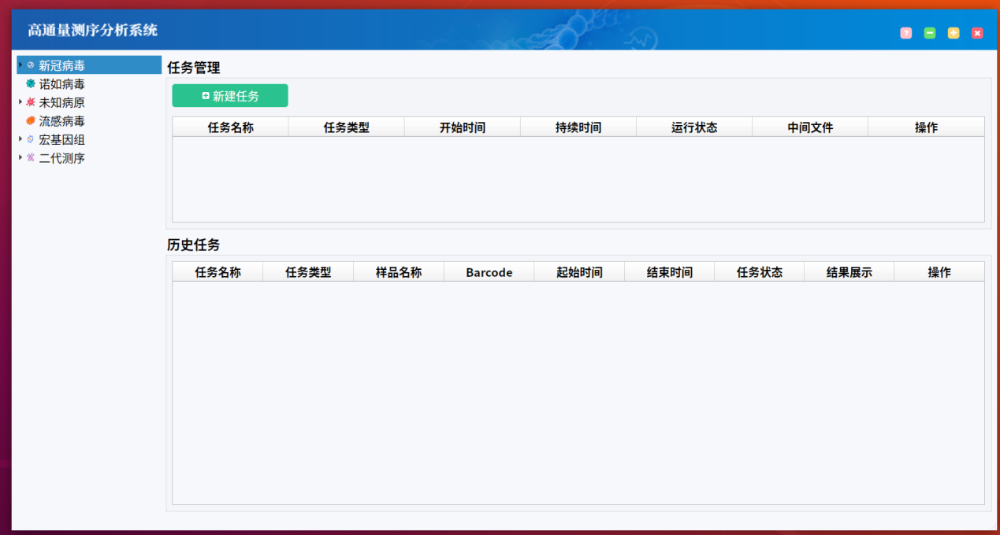 高通量测序分析系统
新冠病毒
诺如病毒
未知病原
流感病毒
宏基因组
二代测序
任务管理
新建任务
任务名称 任务类型 开始时间 持续时间 运行状态 中间文件 操作
历史任务
任务名称 任务类型 样品名称 Barcode 起始时间 结束时间 任务状态 结果展示 操作